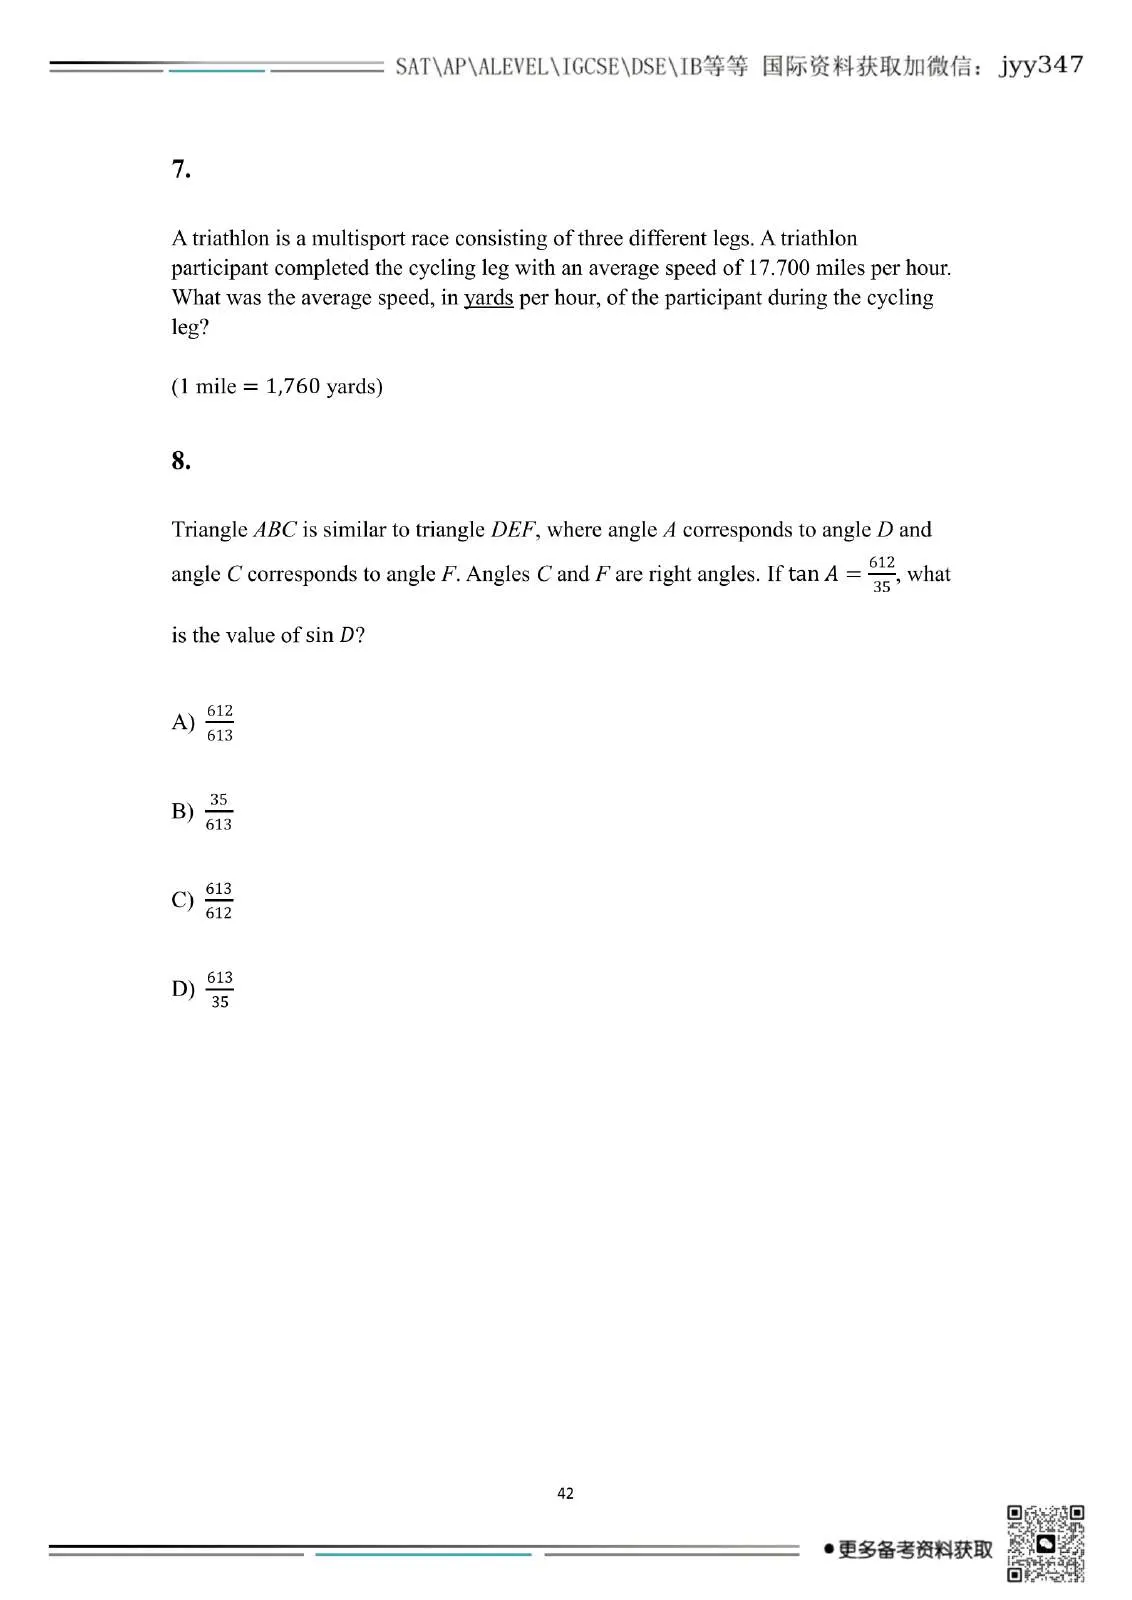 SAT\AP\ALEVEL\IGCSE\DSE\IB等等 国际资料获取加微信： jyy347
7.
A triathlon is a multisport race consisting of three different legs. A triathlon
participant completed the cycling leg with an average speed of 17.700 miles per hour.
What was the average speed, in yards per hour, of the participant during the cycling
leg?
(1 mile = 1,760 yards)
8.
Triangle ABC is similar to triangle DEF, where angle A corresponds to angle D and
angle C corresponds to angle F. Angles C and F are right angles. If tan A = 612/35, what
is the value of sin D?
A) 612/613
B) 35/613
C) 613/612
D) 613/35
42
●更多备考资料获取